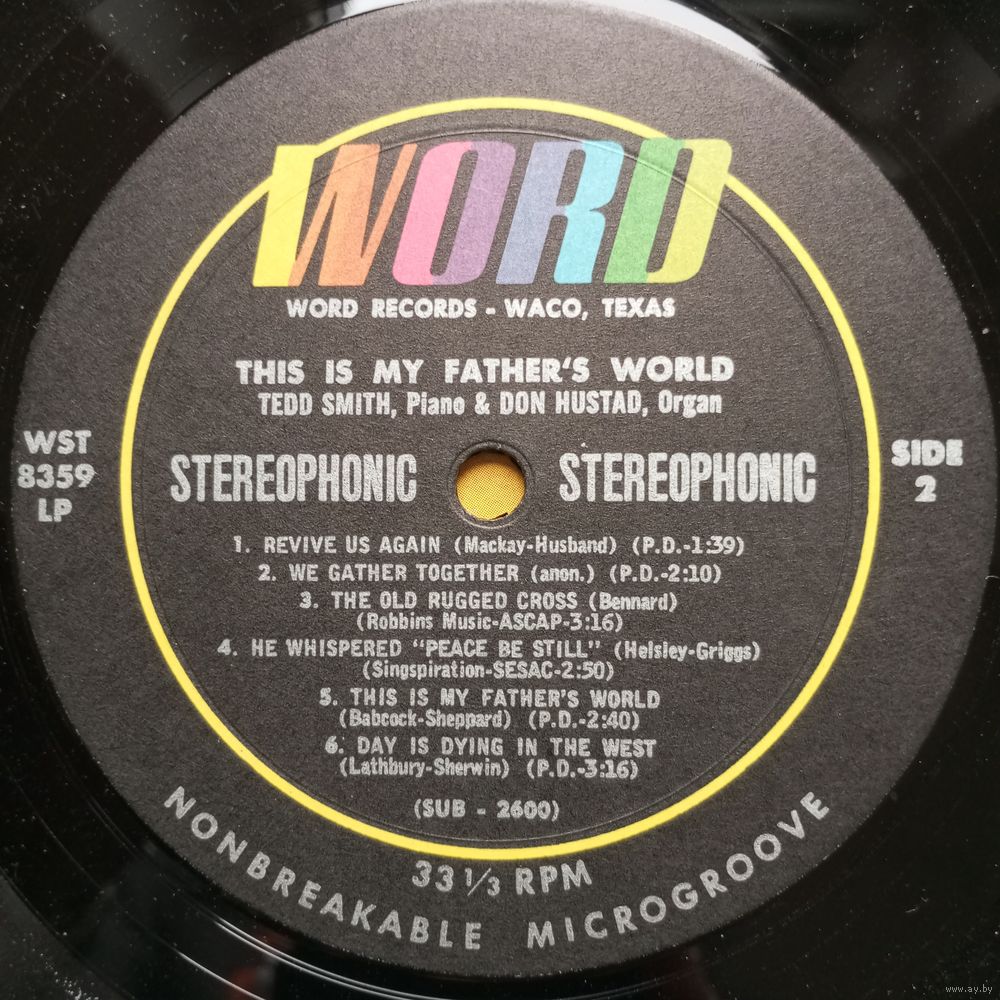 WORD
WORD RECORDS - WACO, TEXAS
THIS IS MY FATHER'S WORLD
TEDD SMITH, Piano & DON HUSTAD, Organ
WST
8359
LP
STEREOPHONIC STEREOPHONIC
SIDE
2
1. REVIVE US AGAIN (Mackay-Husband) (P.D.-1:39)
2. WE GATHER TOGETHER (anon.) (P.D.-2:10)
3. THE OLD RUGGED CROSS (Bennard)
(Robbins Music-ASCAP-3:16)
4. HE WHISPERED "PEACE BE STILL" (Helsley-Griggs)
(Singspiration-SESAC-2:50)
5. THIS IS MY FATHER'S WORLD
(Babcock-Sheppard) (P.D.-2:40)
6. DAY IS DYING IN THE WEST
(Lathbury-Sherwin) (P.D.-3:16)
(SUB - 2600)
33 1/3 RPM
NONBREAKABLE MICROGROOVE
www.ay.by